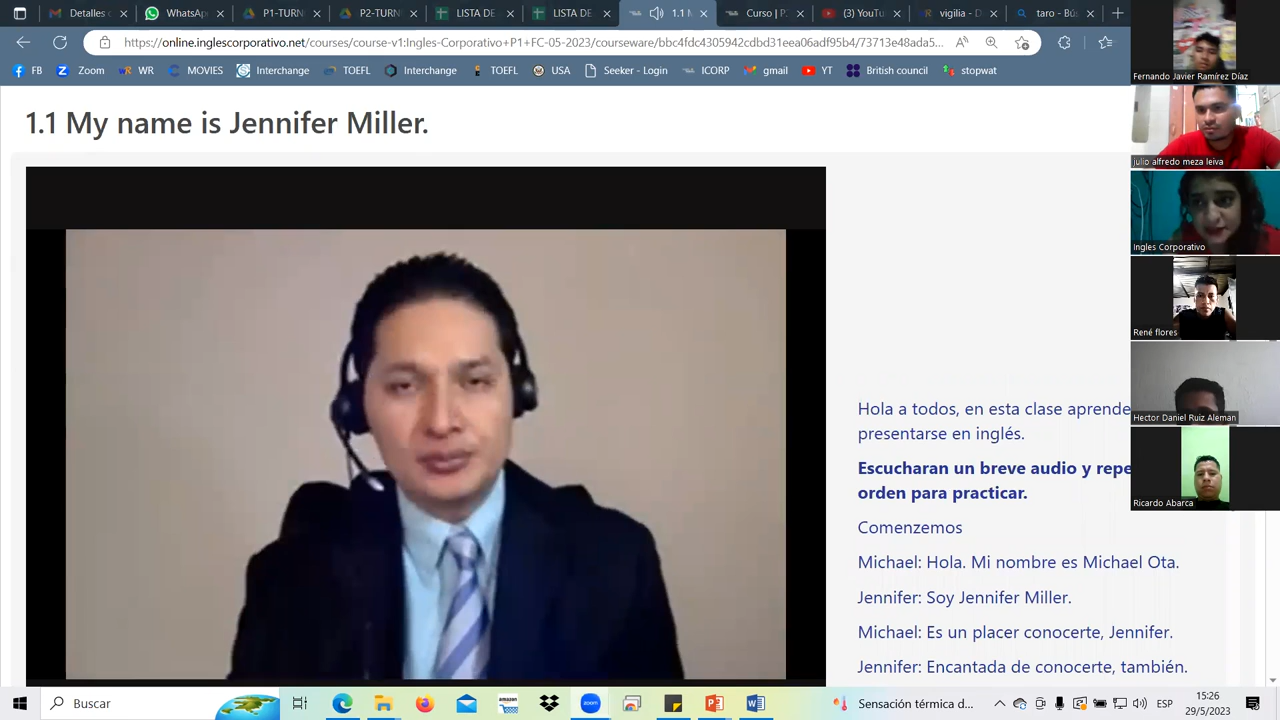 Detalles c
WhatsAp
P1-TURN
P2-TURN
LISTA DE
LISTA DE
1.1 M
Curso | P
(3) YouTu
vigilia - D
taro - Bús
https://online.inglescorporativo.net/courses/course-v1:Ingles-Corporativo+P1+FC-05-2023/courseware/bbc4fdc4305942cdbd31eea06adf95b4/73713e48ada5...
FB
Zoom
WR
MOVIES
Interchange
TOEFL
Interchange
TOEFL
USA
Seeker - Login
ICORP
gmail
YT
British council
stopwat
1.1 My name is Jennifer Miller.
Hola a todos, en esta clase aprende
presentarse en inglés.
Escucharan un breve audio y repe
orden para practicar.
Comenzemos
Michael: Hola. Mi nombre es Michael Ota.
Jennifer: Soy Jennifer Miller.
Michael: Es un placer conocerte, Jennifer.
Jennifer: Encantada de conocerte, también.
Fernando Javier Ramírez Díaz
julio alfredo meza leiva
Ingles Corporativo
René flores
Hector Daniel Ruiz Aleman
Ricardo Abarca
Buscar
amazon
zoom
Sensación térmica d...
ESP
15:26
29/5/2023